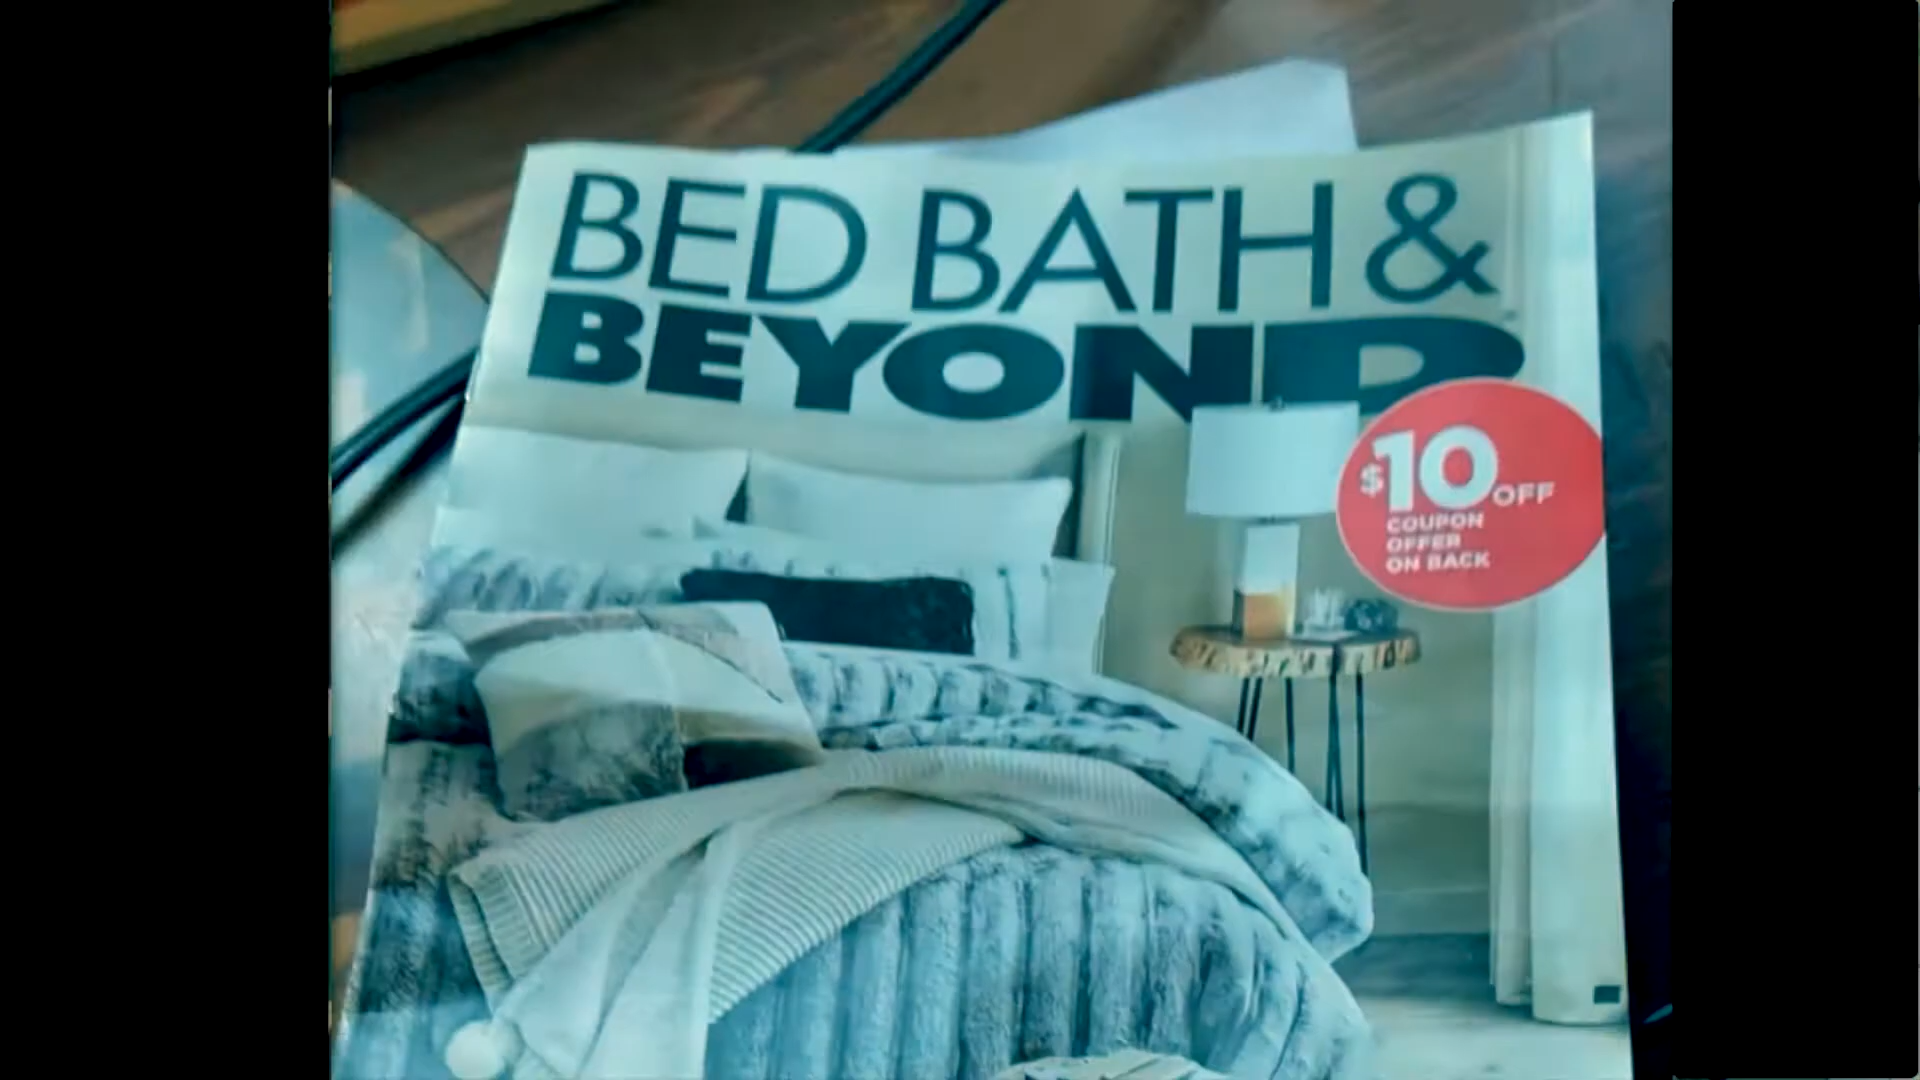 BED BATH &
BEYOND
$10 OFF
COUPON
OFFER
ON BACK